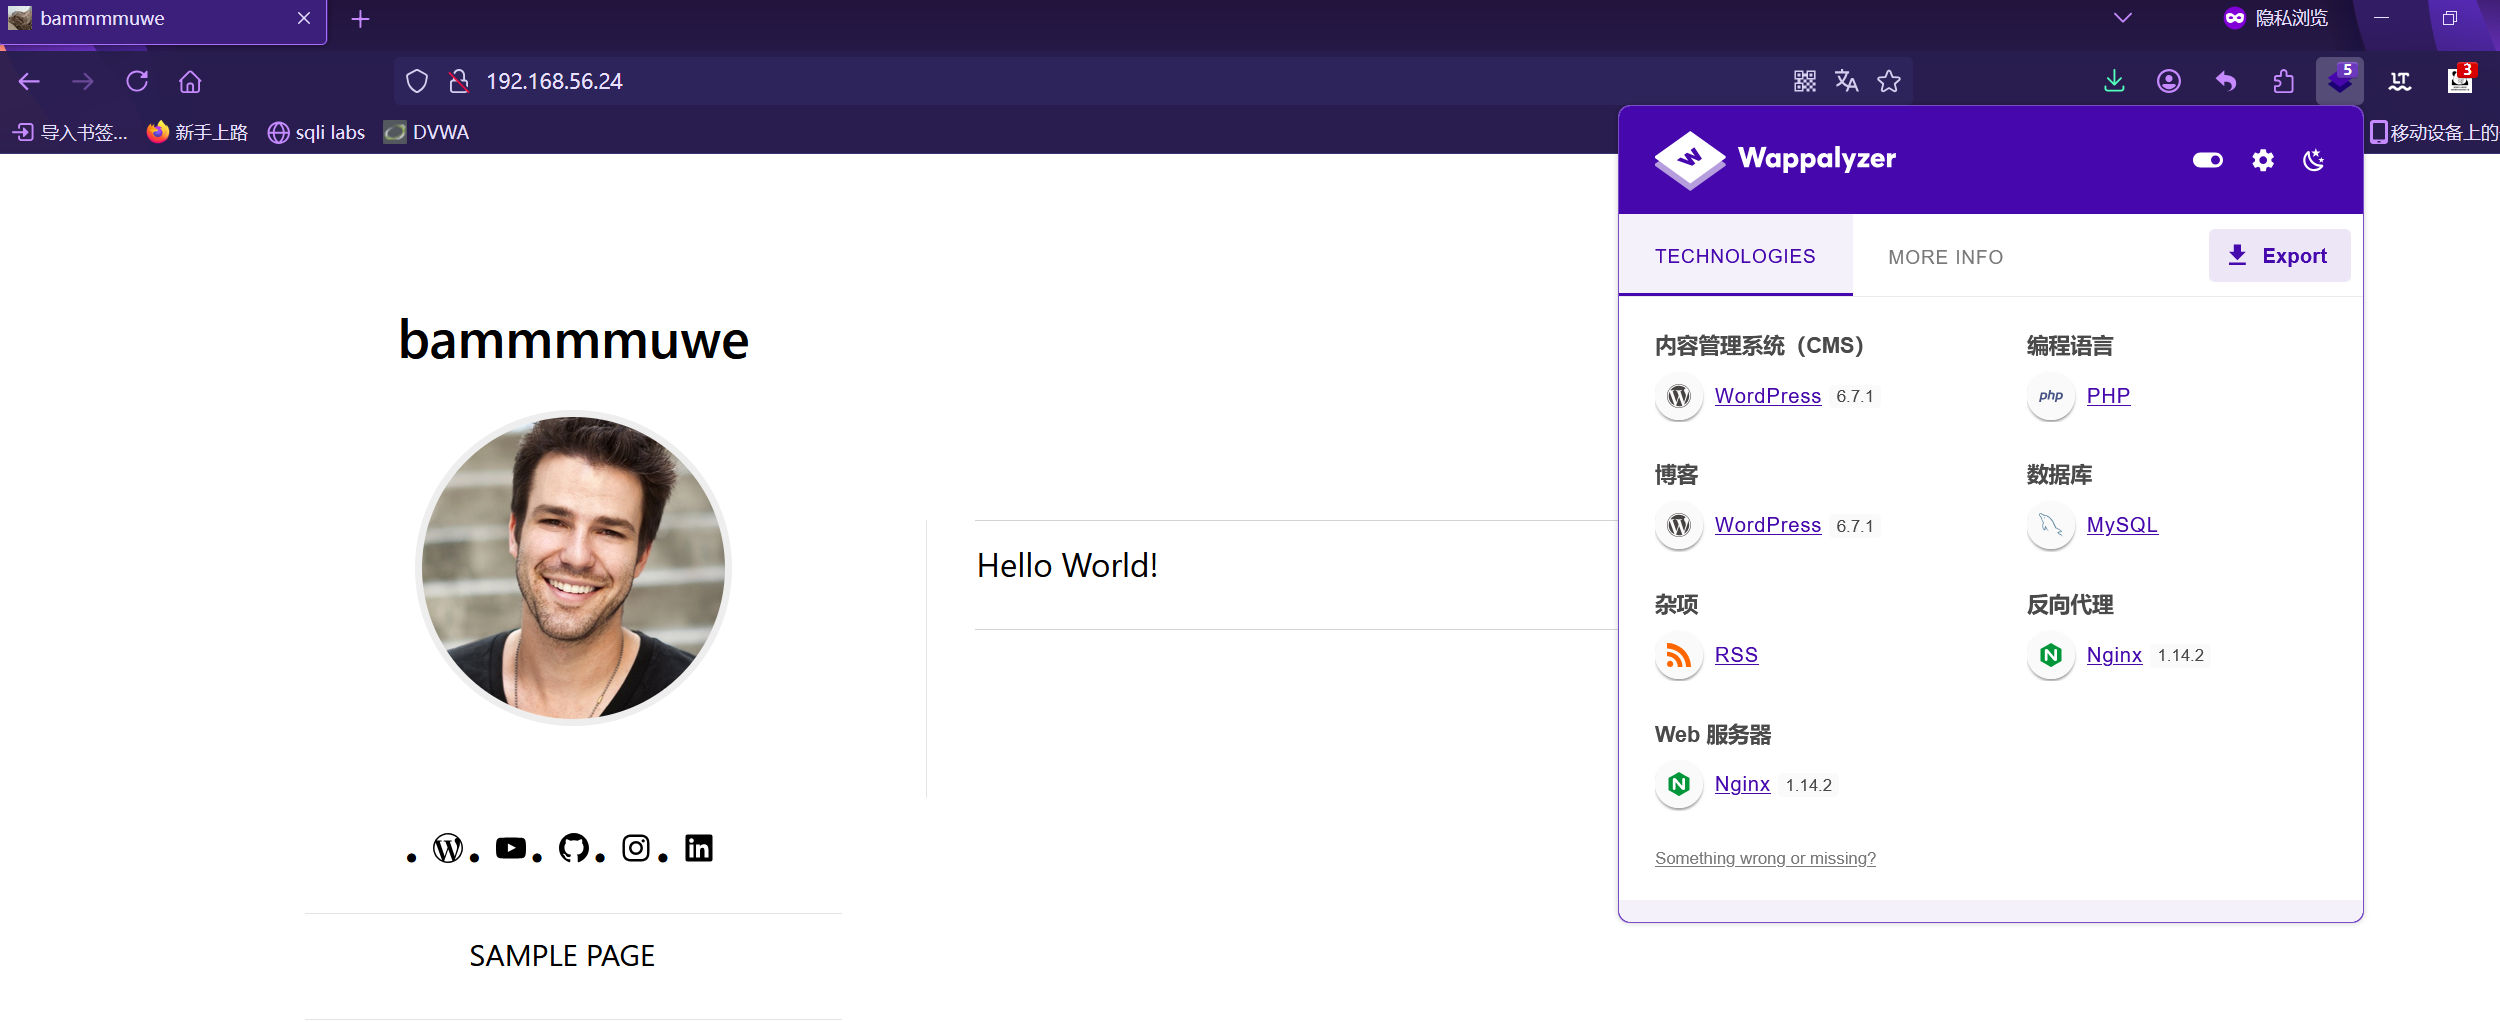 bammmmuwe
隐私浏览
192.168.56.24
5
LT
3
导入书签...
新手上路
sqli labs
DVWA
移动设备上的
Wappalyzer
TECHNOLOGIES
MORE INFO
Export
bammmmuwe
Hello World!
SAMPLE PAGE
内容管理系统（CMS）
WordPress 6.7.1
编程语言
php PHP
博客
WordPress 6.7.1
数据库
MySQL
杂项
RSS
反向代理
Nginx 1.14.2
Web 服务器
Nginx 1.14.2
Something wrong or missing?